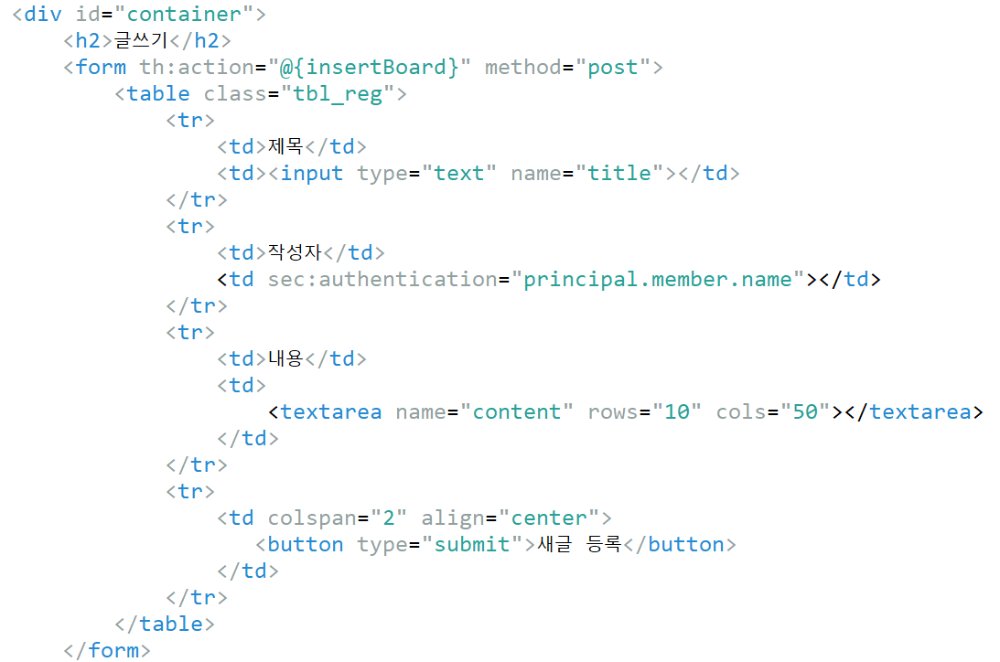 <div id="container">
    <h2>글쓰기</h2>
    <form th:action="@{insertBoard}" method="post">
        <table class="tbl_reg">
            <tr>
                <td>제목</td>
                <td><input type="text" name="title"></td>
            </tr>
            <tr>
                <td>작성자</td>
                <td sec:authentication="principal.member.name"></td>
            </tr>
            <tr>
                <td>내용</td>
                <td>
                    <textarea name="content" rows="10" cols="50"></textarea>
                </td>
            </tr>
            <tr>
                <td colspan="2" align="center">
                   <button type="submit">새글 등록</button>
                </td>
            </tr>
        </table>
    </form>